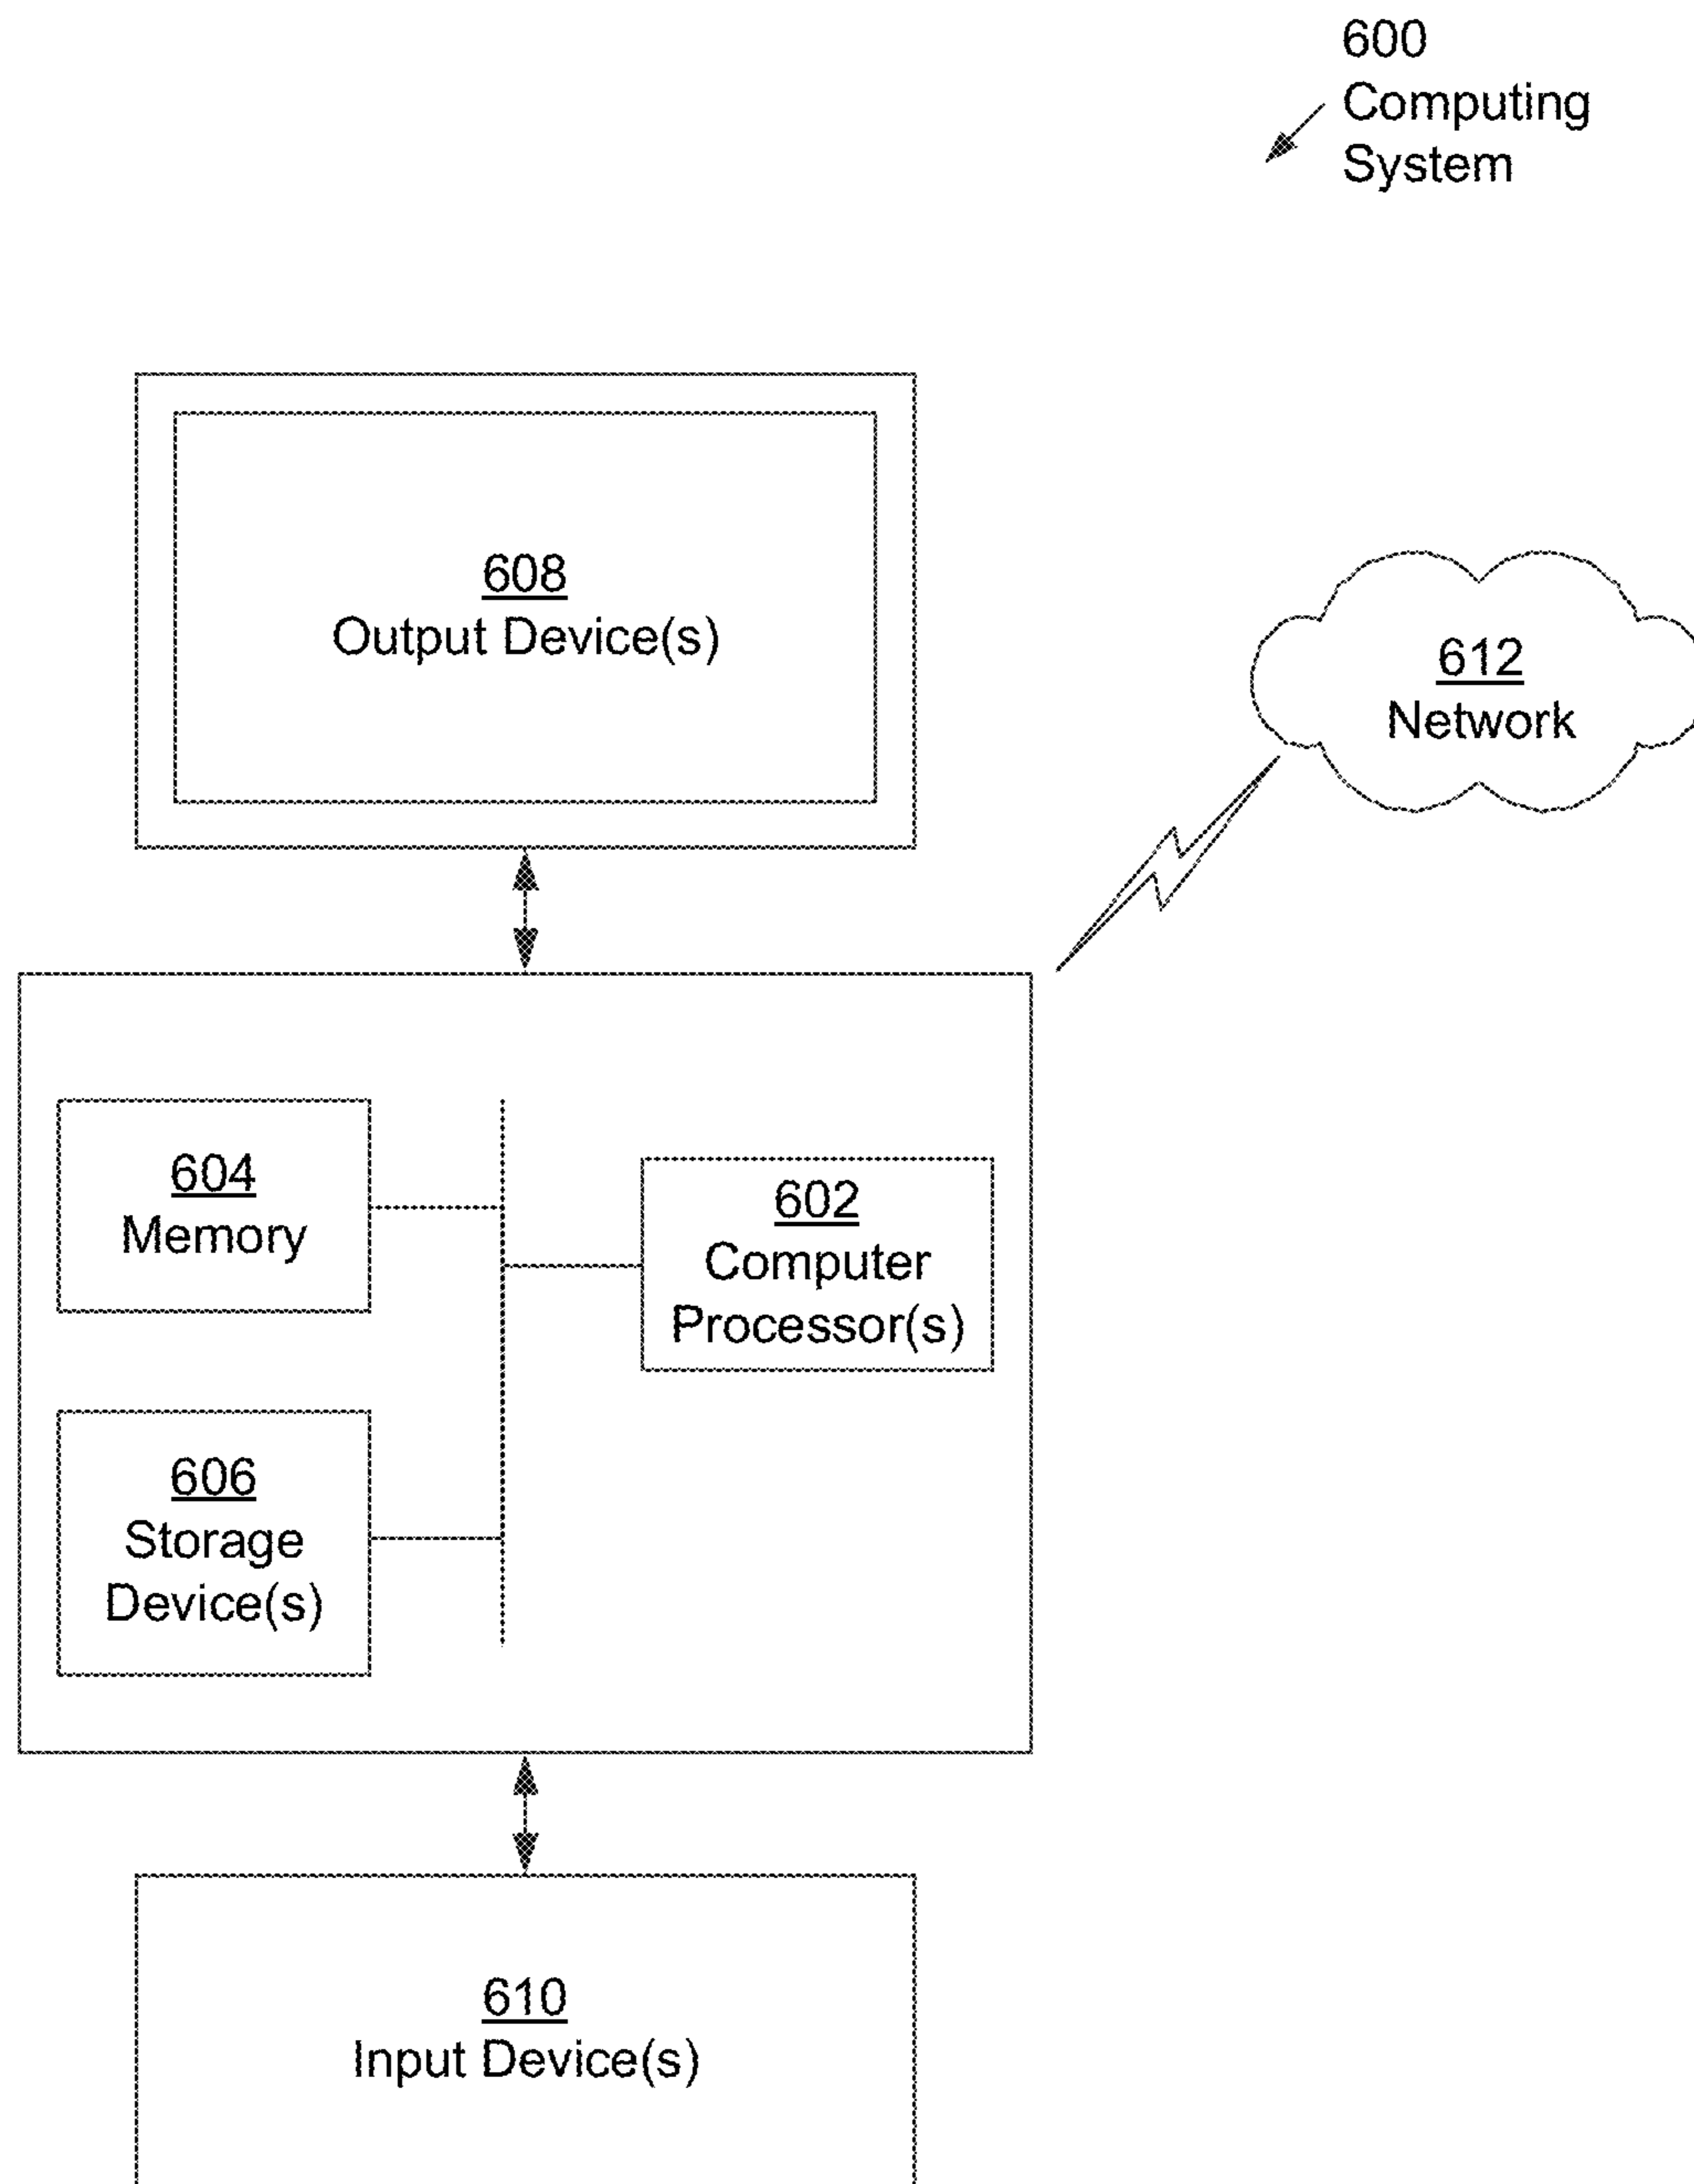 600
Computing
System
608
Output Device(s)
612
Network
604
Memory
602
Computer
Processor(s)
606
Storage
Device(s)
610
Input Device(s)